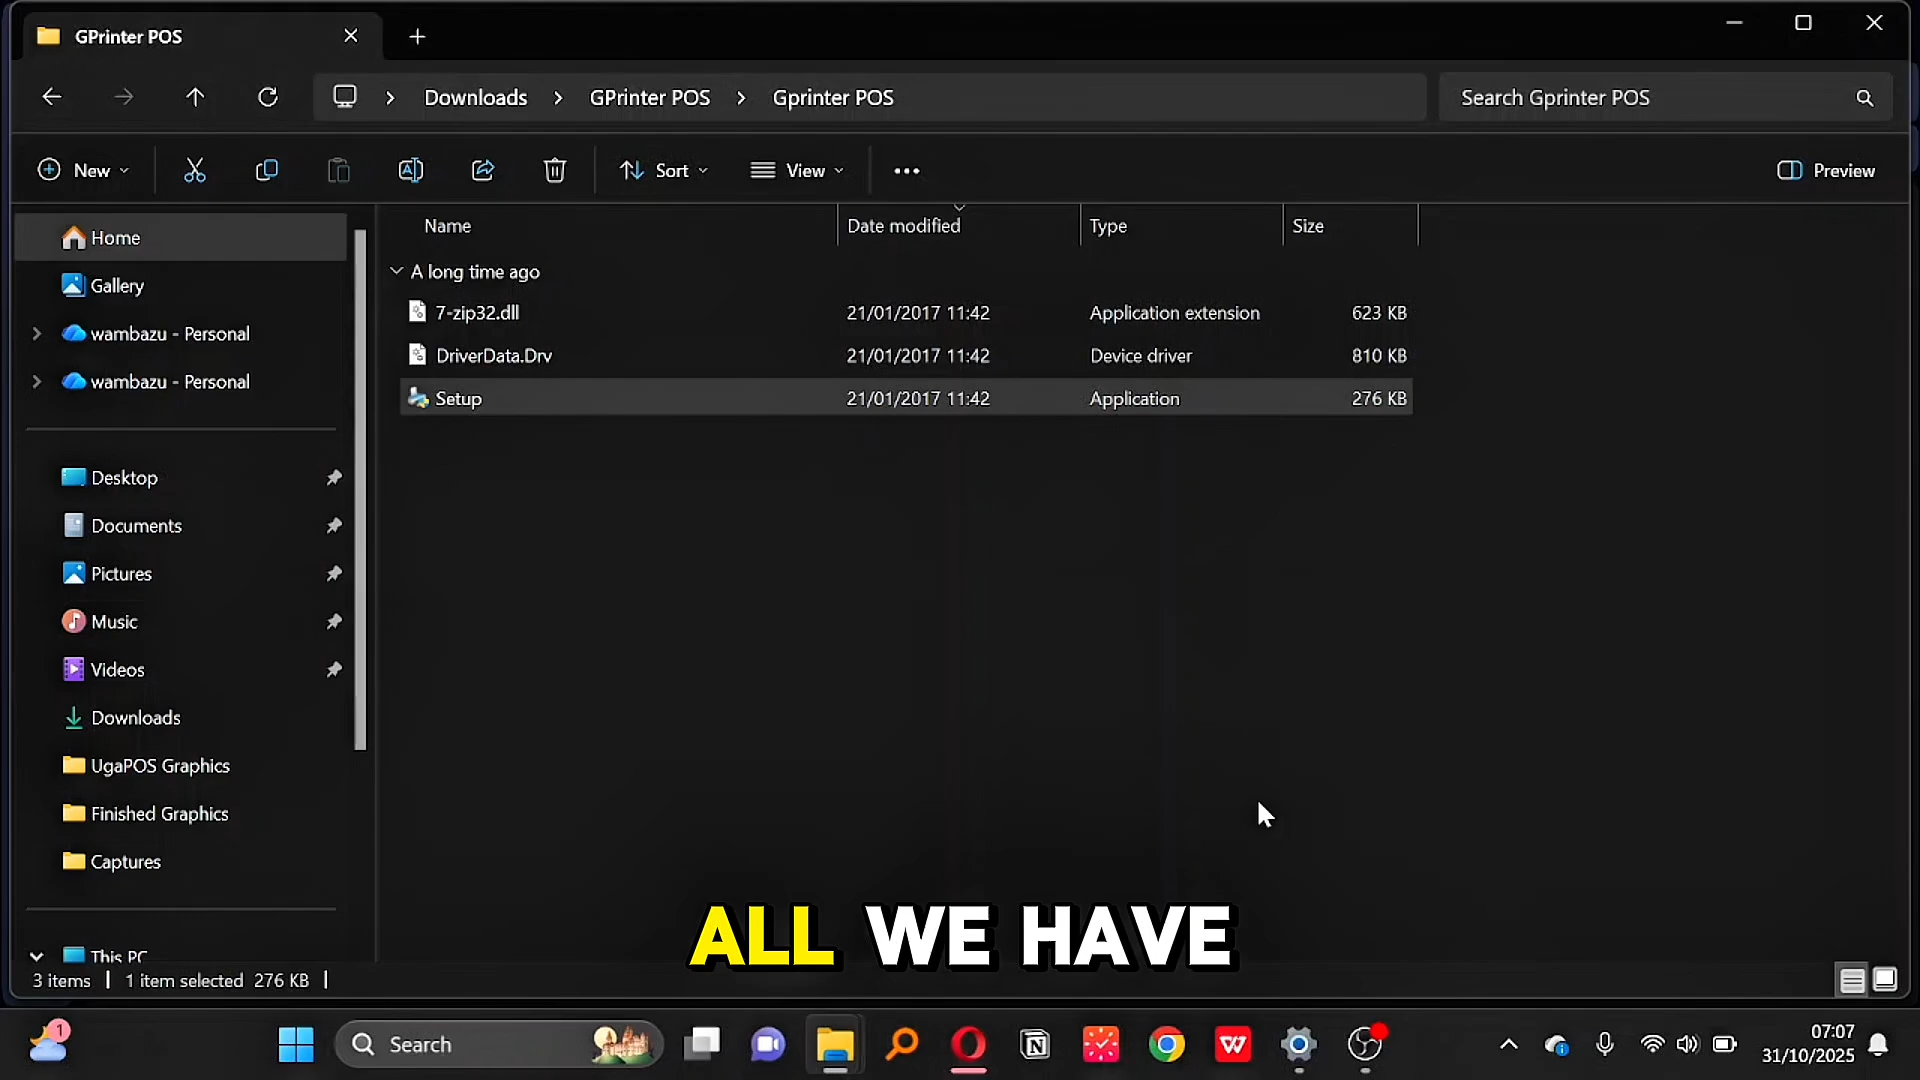 GPrinter POS
Downloads > GPrinter POS > Gprinter POS
Search Gprinter POS
New
Sort
View
Preview
Name Date modified Type Size
A long time ago
7-zip32.dll 21/01/2017 11:42 Application extension 623 KB
DriverData.Drv 21/01/2017 11:42 Device driver 810 KB
Setup 21/01/2017 11:42 Application 276 KB
Home
Gallery
wambazu - Personal
wambazu - Personal
Desktop
Documents
Pictures
Music
Videos
Downloads
UgaPOS Graphics
Finished Graphics
Captures
This PC
ALL WE HAVE
3 items 1 item selected 276 KB
1
Search
07:07
31/10/2025